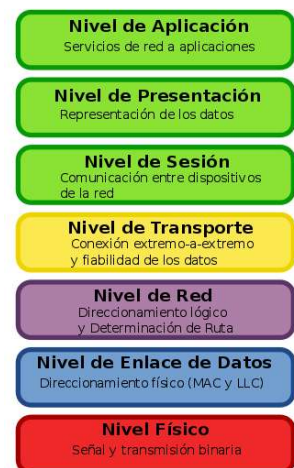 Nivel de Aplicación
Servicios de red a aplicaciones
Nivel de Presentación
Representación de los datos
Nivel de Sesión
Comunicación entre dispositivos
de la red
Nivel de Transporte
Conexión extremo-a-extremo
y fiabilidad de los datos
Nivel de Red
Direccionamiento lógico
y Determinación de Ruta
Nivel de Enlace de Datos
Direccionamiento físico (MAC y LLC)
Nivel Físico
Señal y transmisión binaria